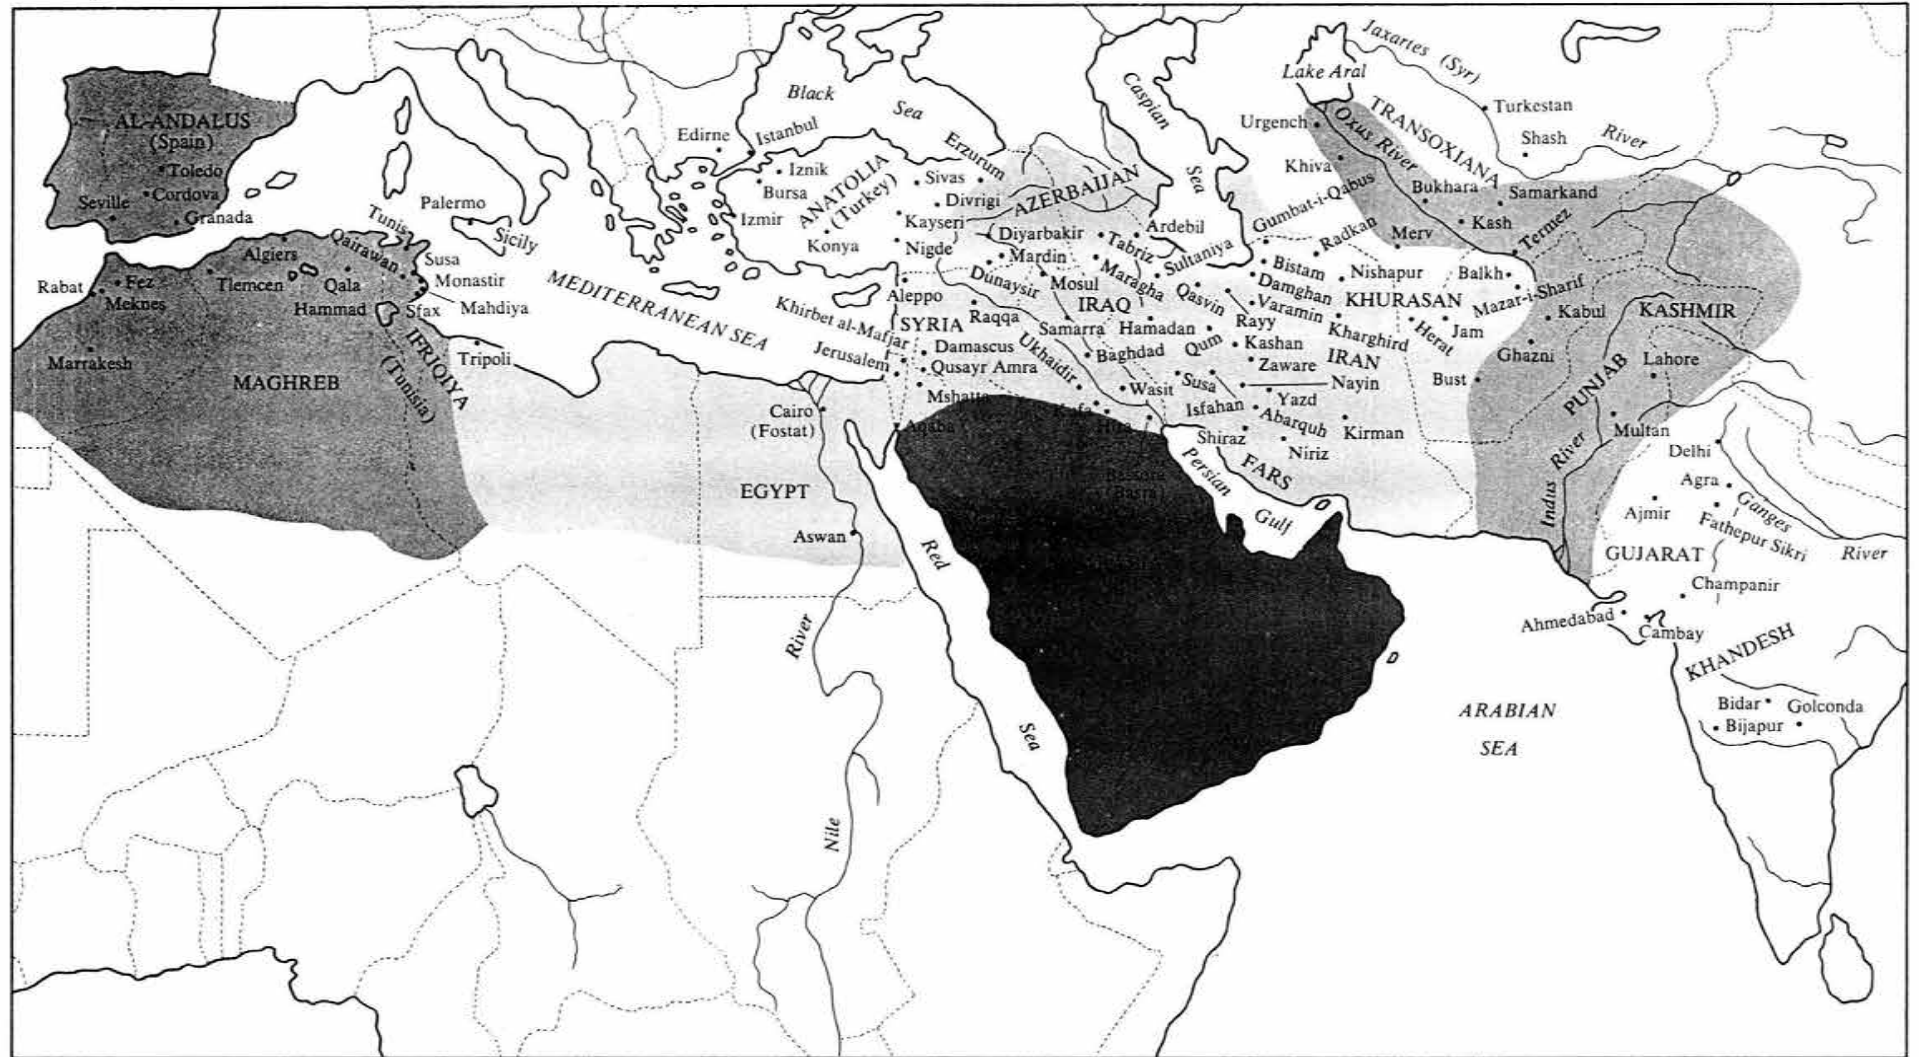 AL-ANDALUS
(Spain)
Toledo
Cordova
Seville
Granada
Palermo
Sicily
Tunis
Qairawan
Algiers
Susa
Monastir
Mahdiya
Sfax
Rabat
Fez
Meknes
Tlemcen
Qala
Hammad
Marrakesh
MAGHREB
IFRIQIYA
(Tunisia)
Tripoli
MEDITERRANEAN SEA
Black
Sea
Edirne
Istanbul
Iznik
Bursa
Izmir
ANATOLIA
(Turkey)
Konya
Erzurum
Sivas
Divrigi
Kayseri
Nigde
AZERBAIJAN
Diyarbakir
Mardin
Dunaysir
Mosul
Tabriz
Maragha
Ardebil
Sultaniya
Caspian
Sea
Aleppo
Raqqa
SYRIA
IRAQ
Samarra
Hamadan
Khirbet al-Mafjar
Jerusalem
Damascus
Qusayr Amra
Mshatta
Aqaba
Ukhaidir
Baghdad
Wasit
Kufa
Hira
Bassora
(Basra)
Cairo
(Fostat)
EGYPT
Aswan
River
Nile
Red
Sea
Lake Aral
Jaxartes (Syr)
River
Turkestan
Shash
TRANSOXIANA
Oxus River
Urgench
Khiva
Bukhara
Samarkand
Kash
Termez
Merv
Gumbat-i-Qabus
Radkan
Bistam
Damghan
Nishapur
Balkh
Mazar-i-Sharif
Qasvin
Varamin
KHURASAN
Rayy
Kharghird
Herat
Jam
Qum
Kashan
IRAN
Zaware
Susa
Nayin
Isfahan
Yazd
Abarquh
Kirman
Shiraz
Niriz
FARS
Persian
Gulf
Kabul
Ghazni
Bust
KASHMIR
Lahore
PUNJAB
Multan
Indus
River
Delhi
Agra
Ajmir
Fathepur Sikri
Ganges
River
GUJARAT
Champanir
Ahmedabad
Cambay
KHANDESH
Bidar
Golconda
Bijapur
ARABIAN
SEA